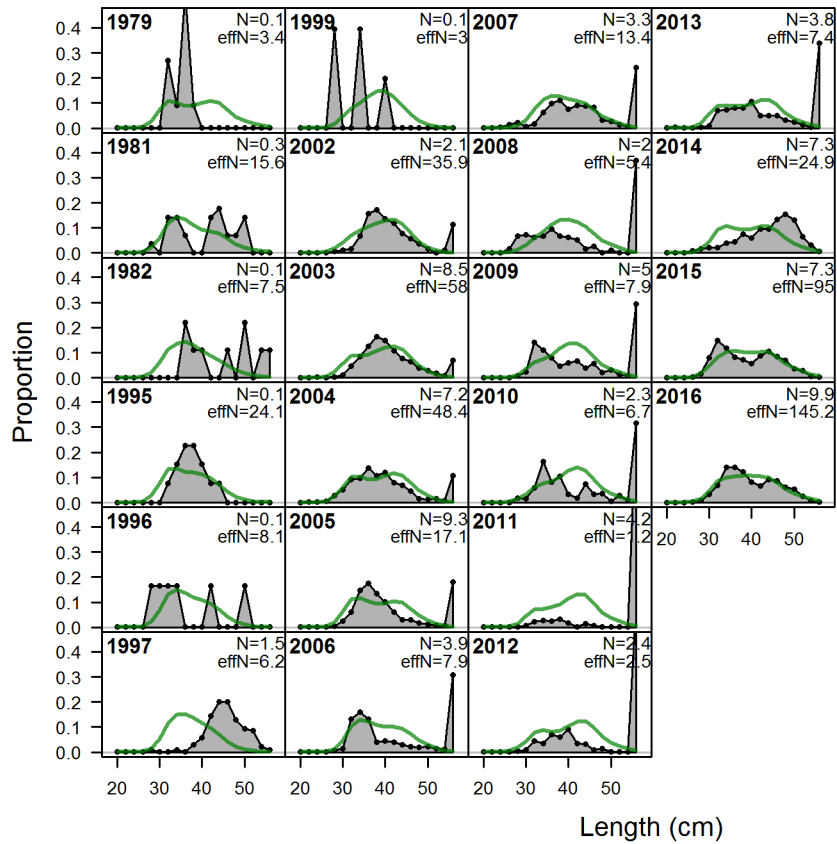 1979 N=0.1 effN=3.4
1999 N=0.1 effN=3
2007 N=3.3 effN=13.4
2013 N=3.8 effN=7.4
1981 N=0.3 effN=15.6
2002 N=2.1 effN=35.9
2008 N=2 effN=5.4
2014 N=7.3 effN=24.9
1982 N=0.1 effN=7.5
2003 N=8.5 effN=58
2009 N=5 effN=7.9
2015 N=7.3 effN=95
1995 N=0.1 effN=24.1
2004 N=7.2 effN=48.4
2010 N=2.3 effN=6.7
2016 N=9.9 effN=145.2
1996 N=0.1 effN=8.1
2005 N=9.3 effN=17.1
2011 N=4.2 effN=1.2
1997 N=1.5 effN=6.2
2006 N=3.9 effN=7.9
2012 N=2.4 effN=2.5
0.4
0.3
0.2
0.1
0.0
0.4
0.3
0.2
0.1
0.0
0.4
0.3
0.2
0.1
0.0
0.4
0.3
0.2
0.1
0.0
0.4
0.3
0.2
0.1
0.0
0.4
0.3
0.2
0.1
0.0
Proportion
20 30 40 50
20 30 40 50
20 30 40 50
20 30 40 50
Length (cm)